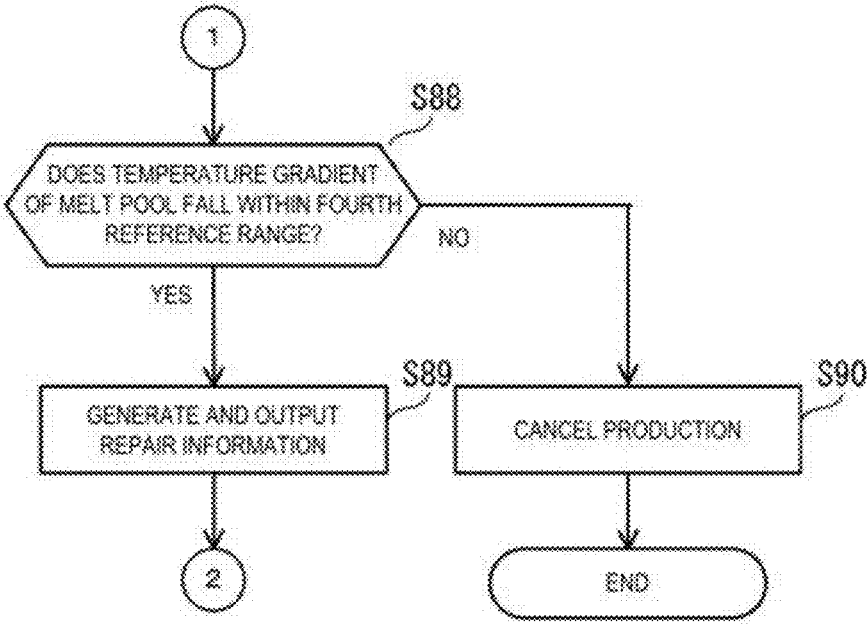 1
S88
DOES TEMPERATURE GRADIENT
OF MELT POOL FALL WITHIN FOURTH
REFERENCE RANGE?
NO
YES
S89
GENERATE AND OUTPUT
REPAIR INFORMATION
S90
CANCEL PRODUCTION
2
END